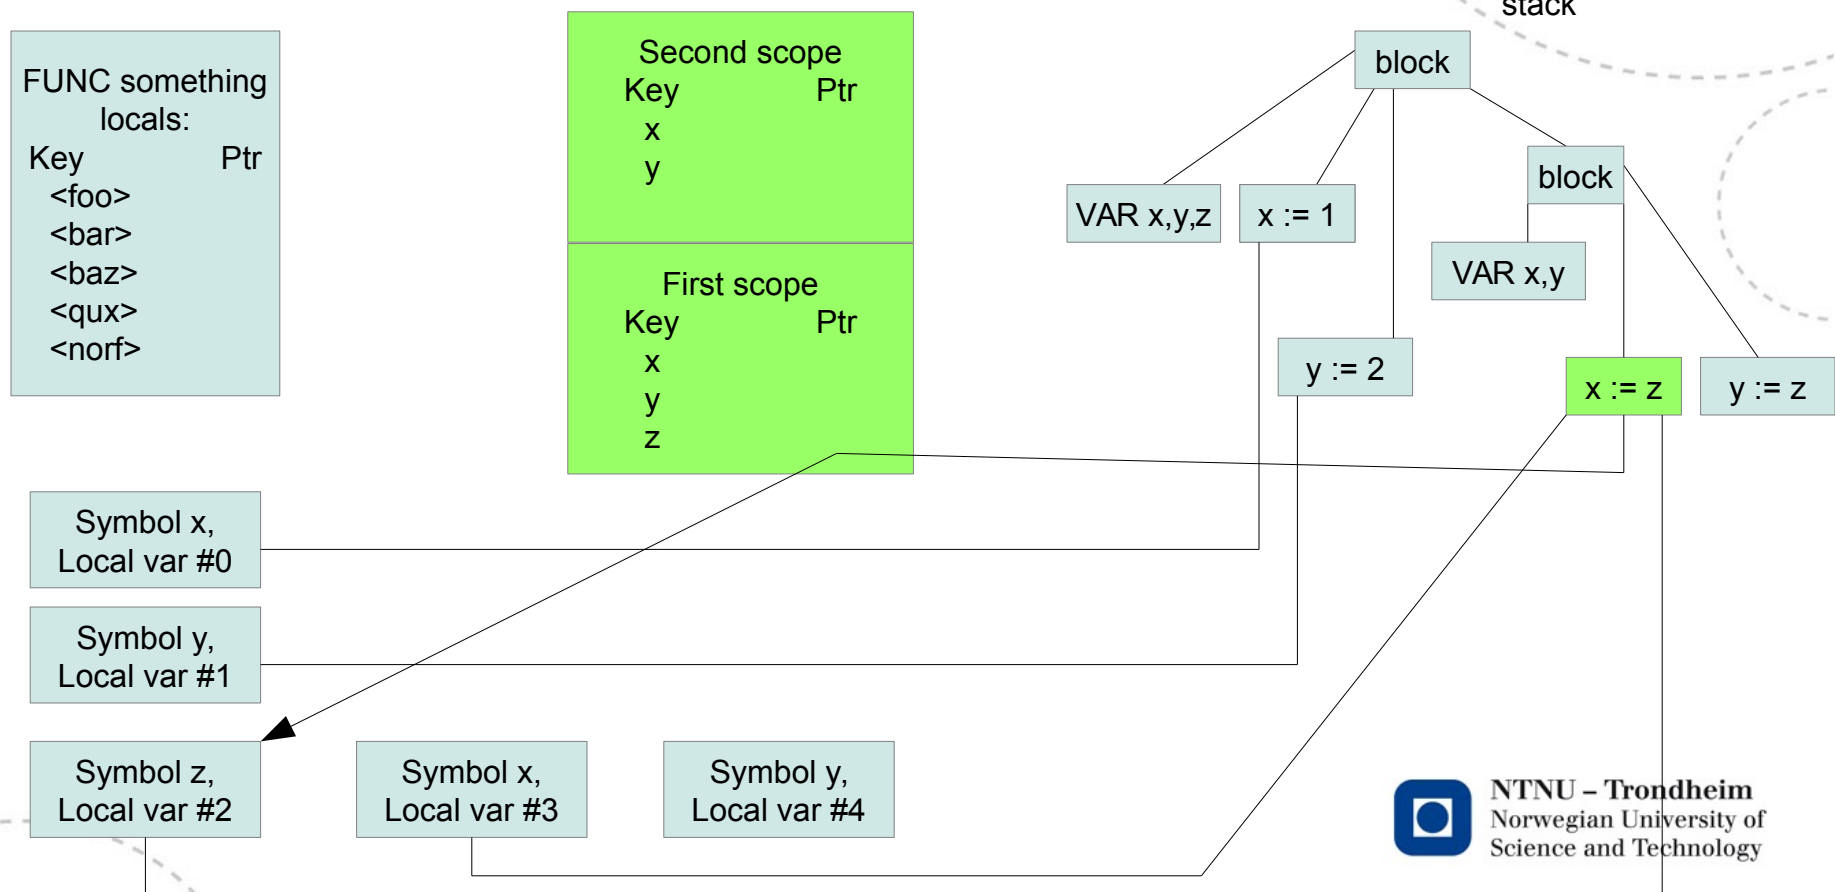 stack
FUNC something
locals:
Key Ptr
<foo>
<bar>
<baz>
<qux>
<norf>
Second scope
Key Ptr
x
y
First scope
Key Ptr
x
y
z
block
block
VAR x,y,z
x := 1
VAR x,y
y := 2
x := z
y := z
Symbol x,
Local var #0
Symbol y,
Local var #1
Symbol z,
Local var #2
Symbol x,
Local var #3
Symbol y,
Local var #4
NTNU – Trondheim
Norwegian University of
Science and Technology